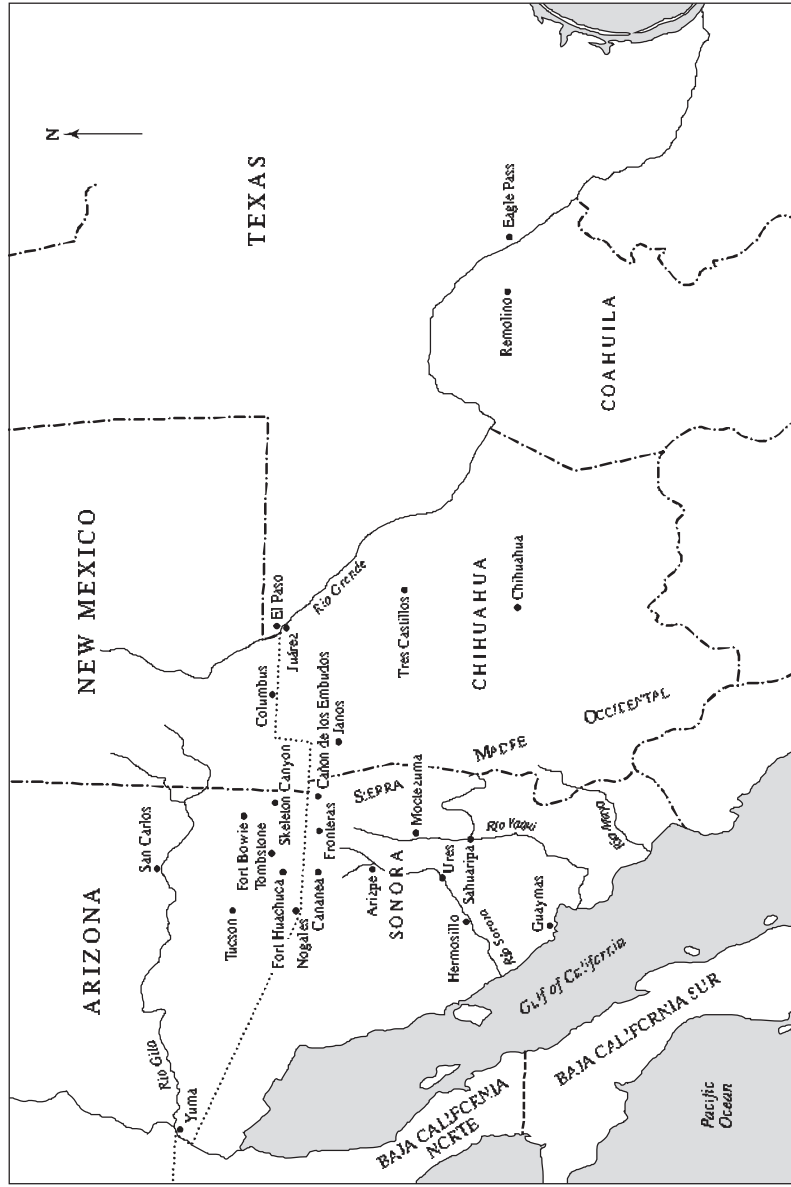 N
TEXAS
NEW MEXICO
ARIZONA
San Carlos
Rio Gila
Yuma
Tucson
Fort Bowie
Tombstone
Skeleton Canyon
Fort Huachuca
Nogales
Columbus
El Paso
Juárez
Rio Grande
Cañon de los Embudos
Janos
Fronteras
Cananea
Arizpe
SONORA
Moctezuma
SIERRA
MADRE
OCCIDENTAL
Tres Castillos
CHIHUAHUA
Chihuahua
Eagle Pass
Remolino
COAHUILA
Ures
Sahuaripa
Rio Yaqui
Rio Mayo
Hermosillo
Rio Sonora
Guaymas
Gulf of California
BAJA CALIFORNIA
NORTE
BAJA CALIFORNIA SUR
Pacific
Ocean